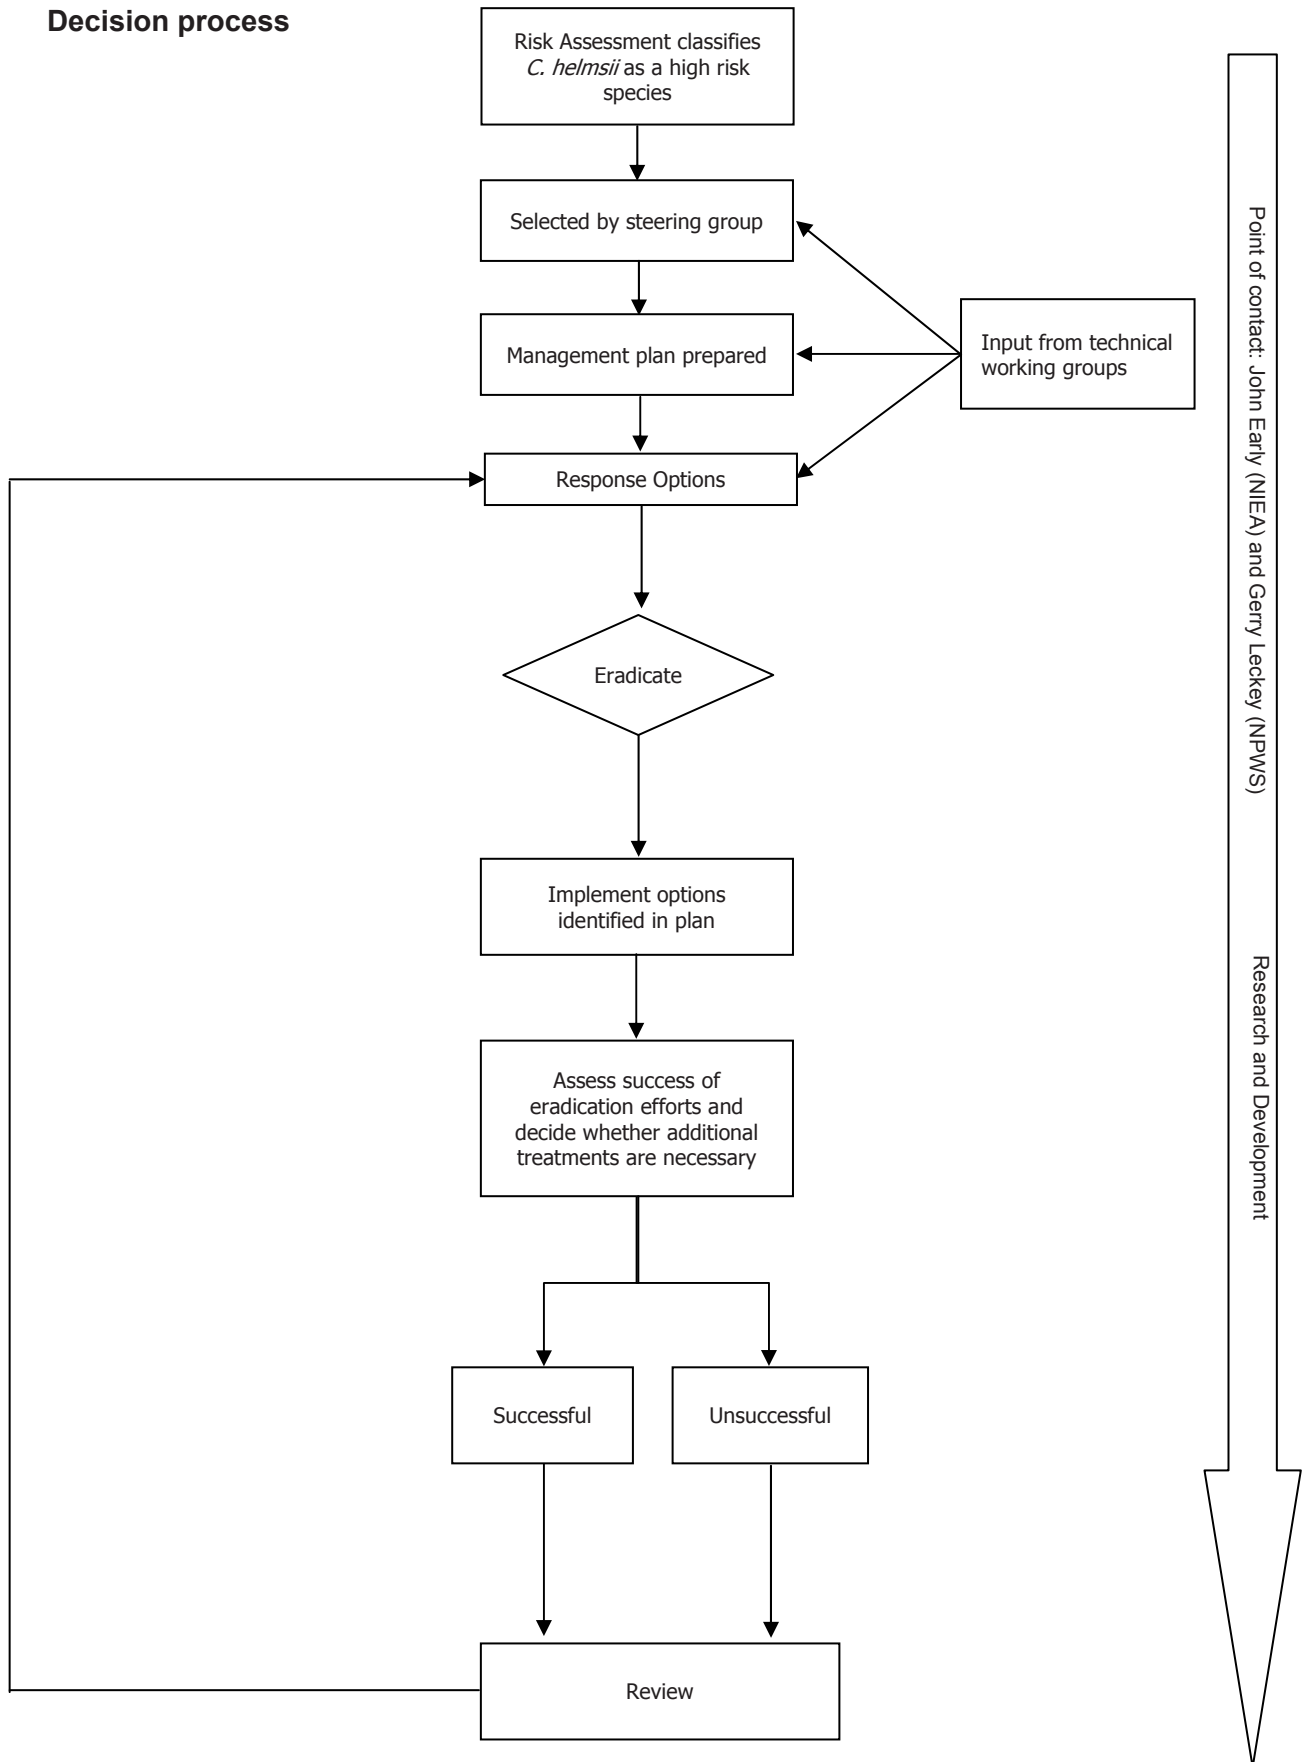 Decision process
Risk Assessment classifies
C. helmsii as a high risk
species
Selected by steering group
Management plan prepared
Input from technical
working groups
Response Options
Eradicate
Implement options
identified in plan
Assess success of
eradication efforts and
decide whether additional
treatments are necessary
Successful
Unsuccessful
Review
Point of contact: John Early (NIEA) and Gerry Leckey (NPWS)
Research and Development